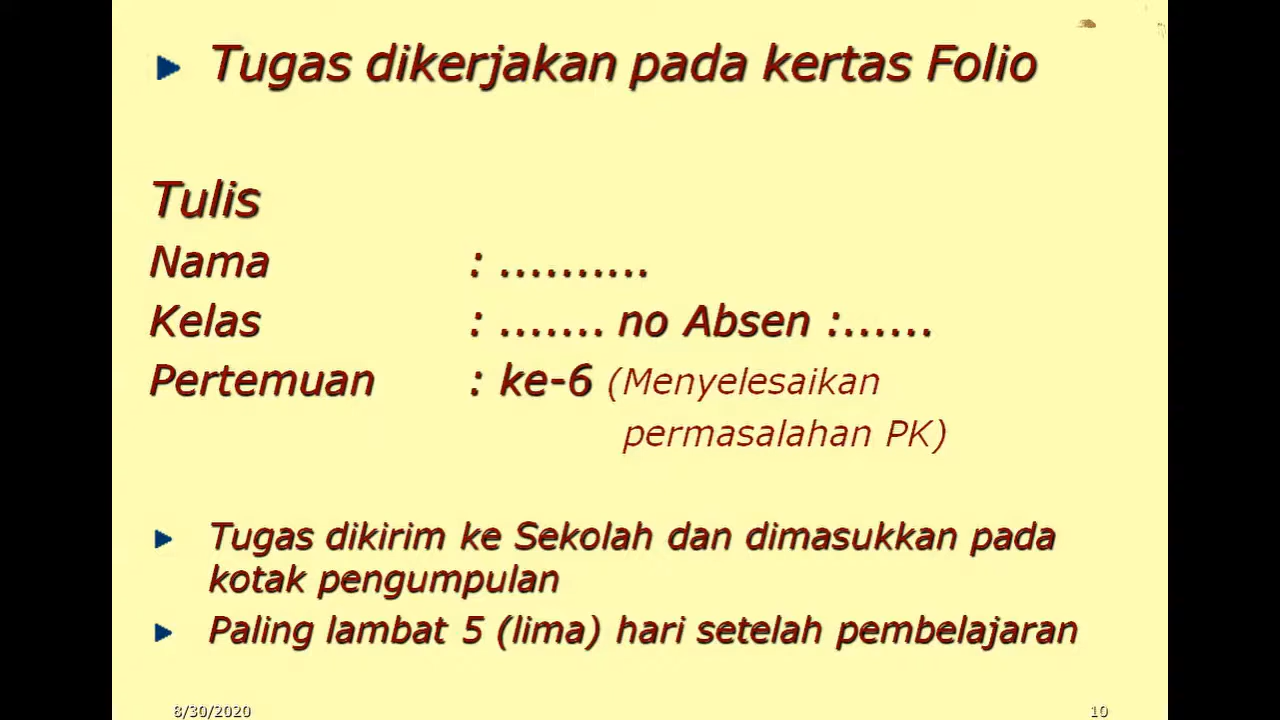 Tugas dikerjakan pada kertas Folio
Tulis
Nama : ..........
Kelas : ....... no Absen :......
Pertemuan : ke-6 (Menyelesaikan
permasalahan PK)
Tugas dikirim ke Sekolah dan dimasukkan pada
kotak pengumpulan
Paling lambat 5 (lima) hari setelah pembelajaran
8/30/2020 10